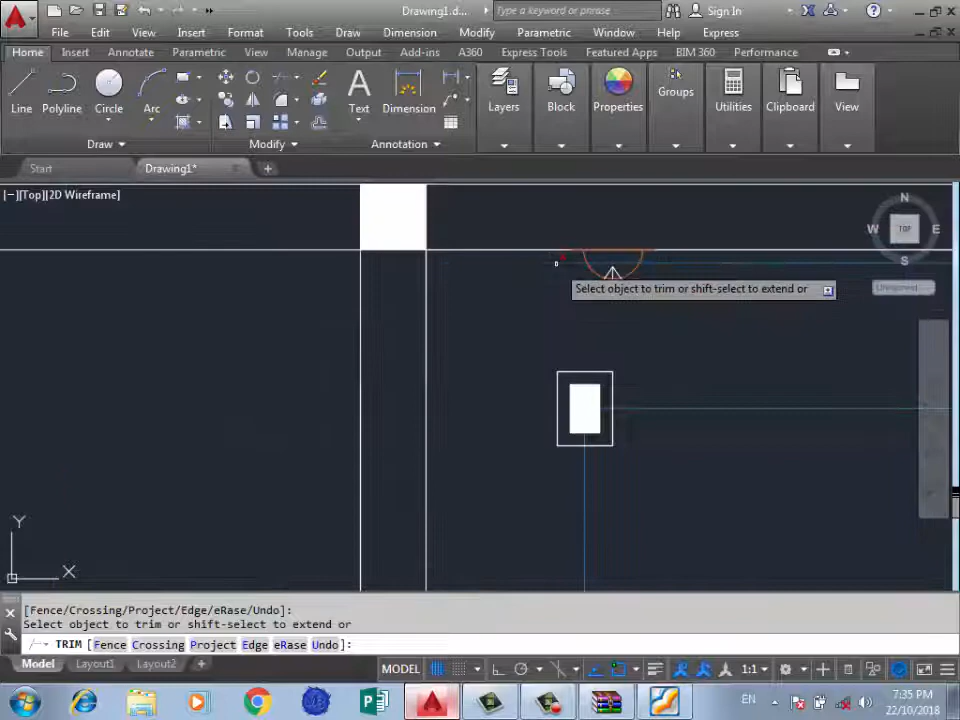 Drawing1.d...
Type a keyword or phrase
Sign In
File Edit View Insert Format Tools Draw Dimension Modify Parametric Window Help Express
Home Insert Annotate Parametric View Manage Output Add-ins A360 Express Tools Featured Apps BIM 360 Performance
Line Polyline Circle Arc Text Dimension Layers Block Properties Groups Utilities Clipboard View
Draw Modify Annotation
Start Drawing1*
[−][Top][2D Wireframe]
N
W TOP E
S
Unnamed
Select object to trim or shift-select to extend or
Y
X
[Fence/Crossing/Project/Edge/eRase/Undo]:
Select object to trim or shift-select to extend or
TRIM [Fence Crossing Project Edge eRase Undo]:
Model Layout1 Layout2 +
MODEL 1:1
EN
7:35 PM
22/10/2018